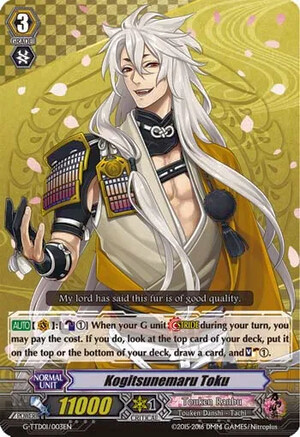 3
GRADE
My lord has said this fur is of good quality.
AUTO [1] (1) When your G unit STRIDE during your turn, you
may pay the cost. If you do, look at the top card of your deck, put it
on the top or the bottom of your deck, draw a card, and (1).
NORMAL UNIT
Kogitsunemaru Toku
11000
CRITICAL 1
Touken Ranbu
Touken Danshi - Tachi
G-TTD01/003EN
©2015-2016 DMM GAMES/Nitroplus